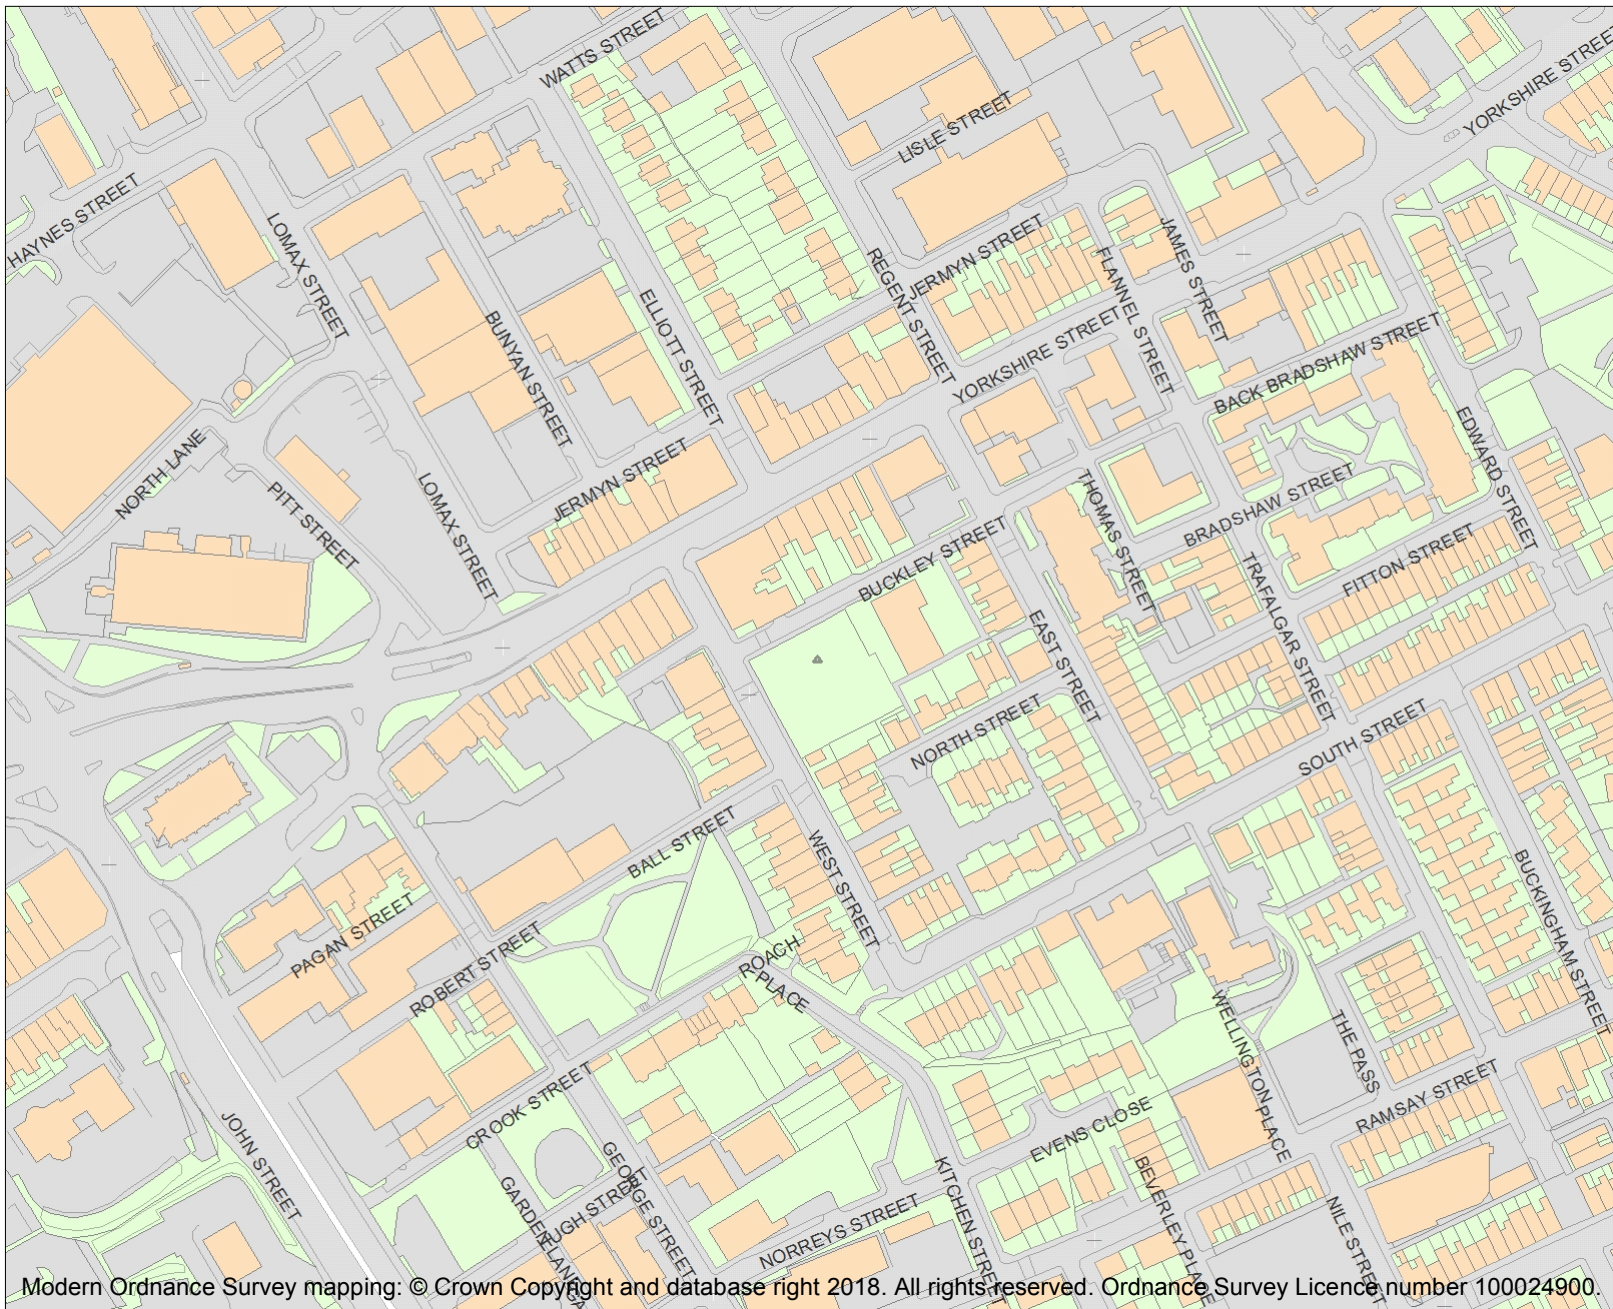 WATTS STREET
YORKSHIRE STREET
LISLE STREET
HAYNES STREET
LOMAX STREET
JERMYN STREET
JAMES STREET
REGENT STREET
FLANNEL STREET
ELLIOTT STREET
BUNYAN STREET
YORKSHIRE STREET
BACK BRADSHAW STREET
NORTH LANE
PITT STREET
LOMAX STREET
JERMYN STREET
EDWARD STREET
THOMAS STREET
BRADSHAW STREET
BUCKLEY STREET
FITTON STREET
TRAFALGAR STREET
EAST STREET
NORTH STREET
SOUTH STREET
BALL STREET
WEST STREET
BUCKINGHAM STREET
PAGAN STREET
ROBERT STREET
ROACH
PLACE
WELLINGTON PLACE
THE PASS
CROOK STREET
RAMSAY STREET
EVENS CLOSE
JOHN STREET
GEORGE STREET
HUGH STREET
GARDEN LANE
KITCHEN STREET
BEVERLEY PLACE
NORREYS STREET
NILE STREET
Modern Ordnance Survey mapping: © Crown Copyright and database right 2018. All rights reserved. Ordnance Survey Licence number 100024900.